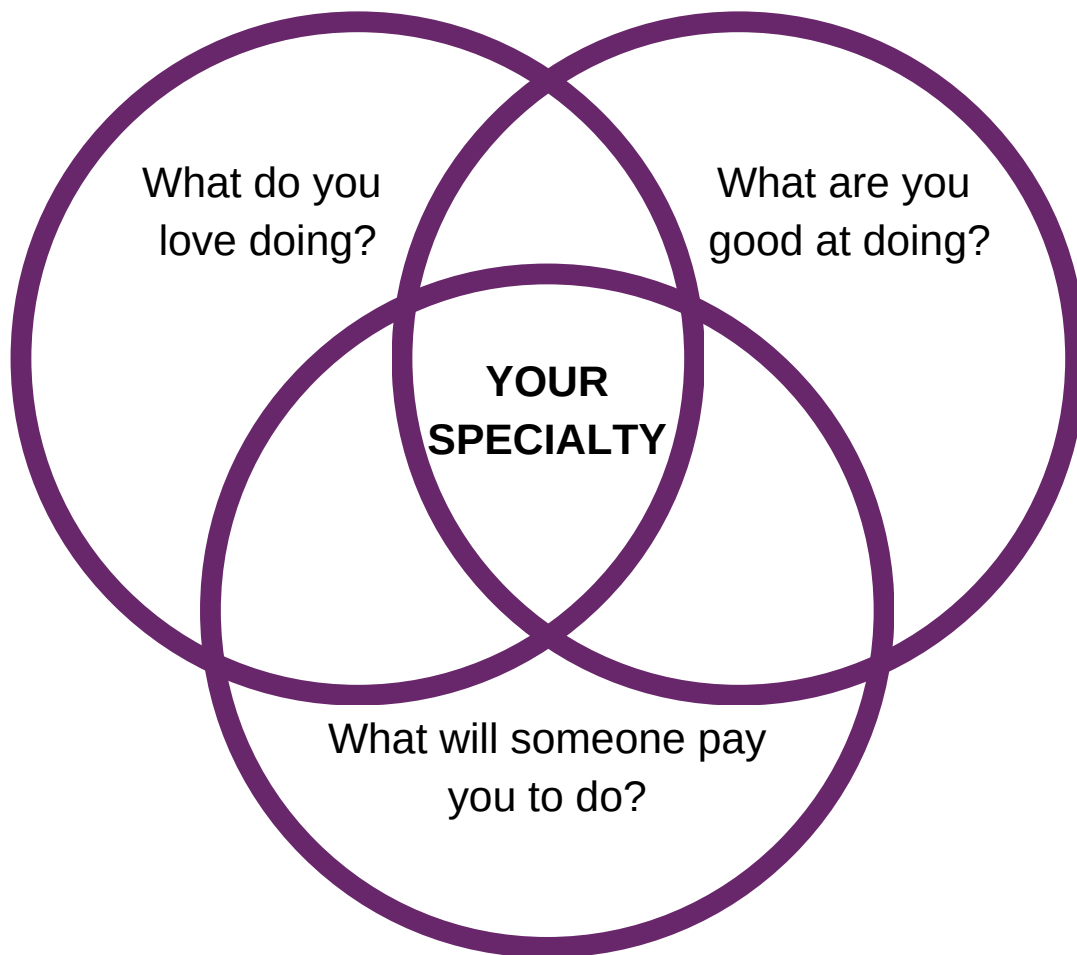 What do you
love doing?
What are you
good at doing?
YOUR
SPECIALTY
What will someone pay
you to do?